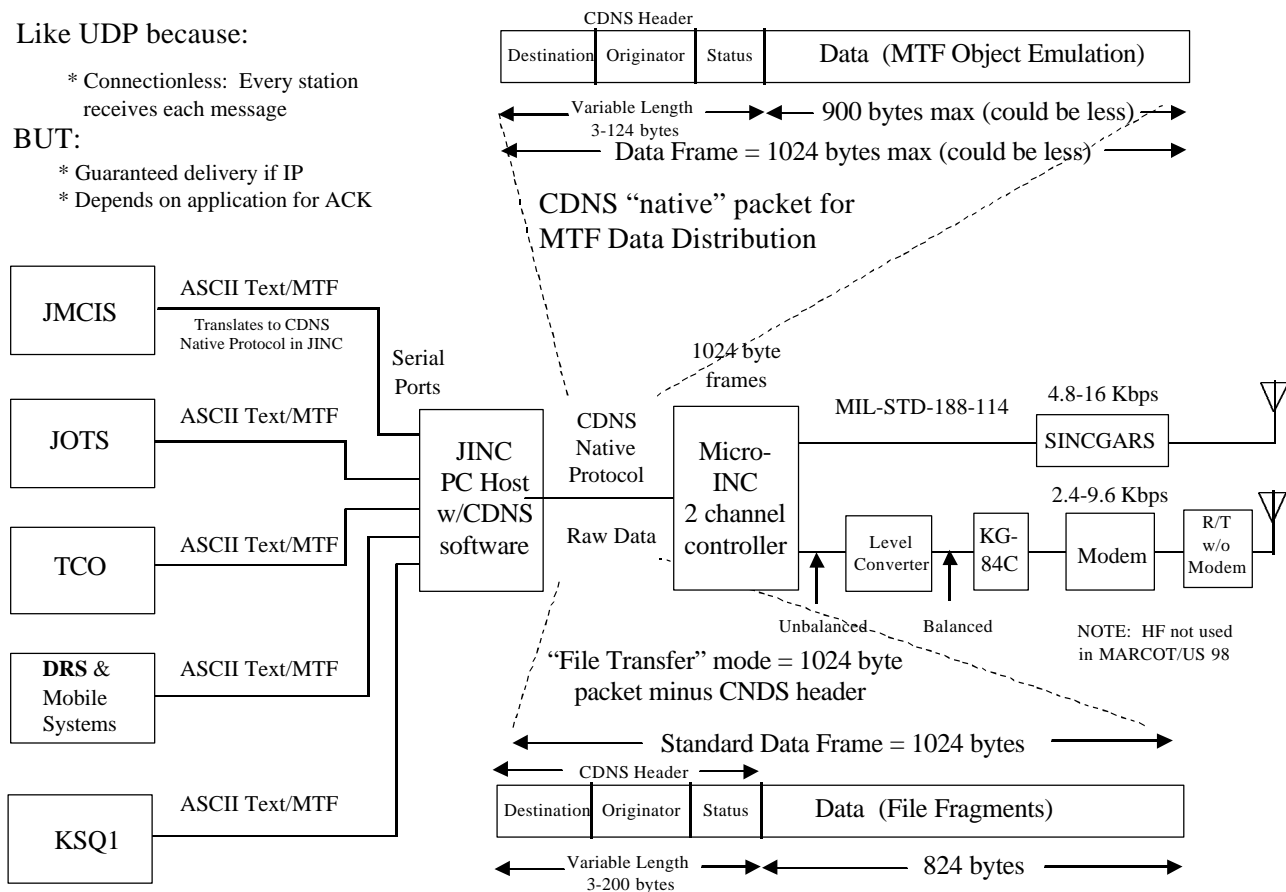 Like UDP because:
* Connectionless: Every station
receives each message
BUT:
* Guaranteed delivery if IP
* Depends on application for ACK
CDNS Header
Destination
Originator
Status
Data (MTF Object Emulation)
Variable Length
3-124 bytes
900 bytes max (could be less)
Data Frame = 1024 bytes max (could be less)
CDNS “native” packet for
MTF Data Distribution
JMCIS
ASCII Text/MTF
Translates to CDNS
Native Protocol in JINC
Serial
Ports
JOTS
ASCII Text/MTF
TCO
ASCII Text/MTF
DRS &
Mobile
Systems
ASCII Text/MTF
KSQ1
ASCII Text/MTF
JINC
PC Host
w/CDNS
software
CDNS
Native
Protocol
Raw Data
1024 byte
frames
Micro-
INC
2 channel
controller
MIL-STD-188-114
4.8-16 Kbps
SINCGARS
2.4-9.6 Kbps
Level
Converter
KG-
84C
Modem
R/T
w/o
Modem
Unbalanced
Balanced
NOTE: HF not used
in MARCOT/US 98
“File Transfer” mode = 1024 byte
packet minus CNDS header
Standard Data Frame = 1024 bytes
CDNS Header
Destination
Originator
Status
Data (File Fragments)
Variable Length
3-200 bytes
824 bytes